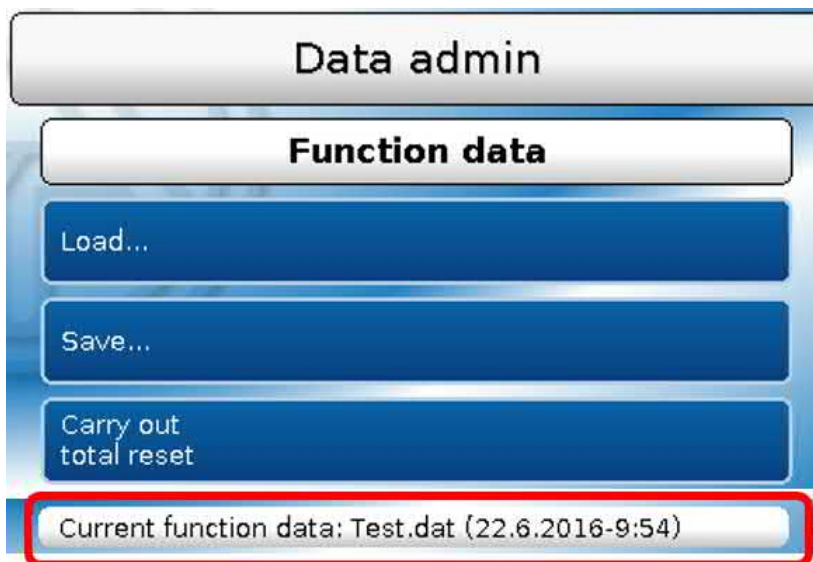 Data admin
Function data
Load...
Save...
Carry out
total reset
Current function data: Test.dat (22.6.2016-9:54)